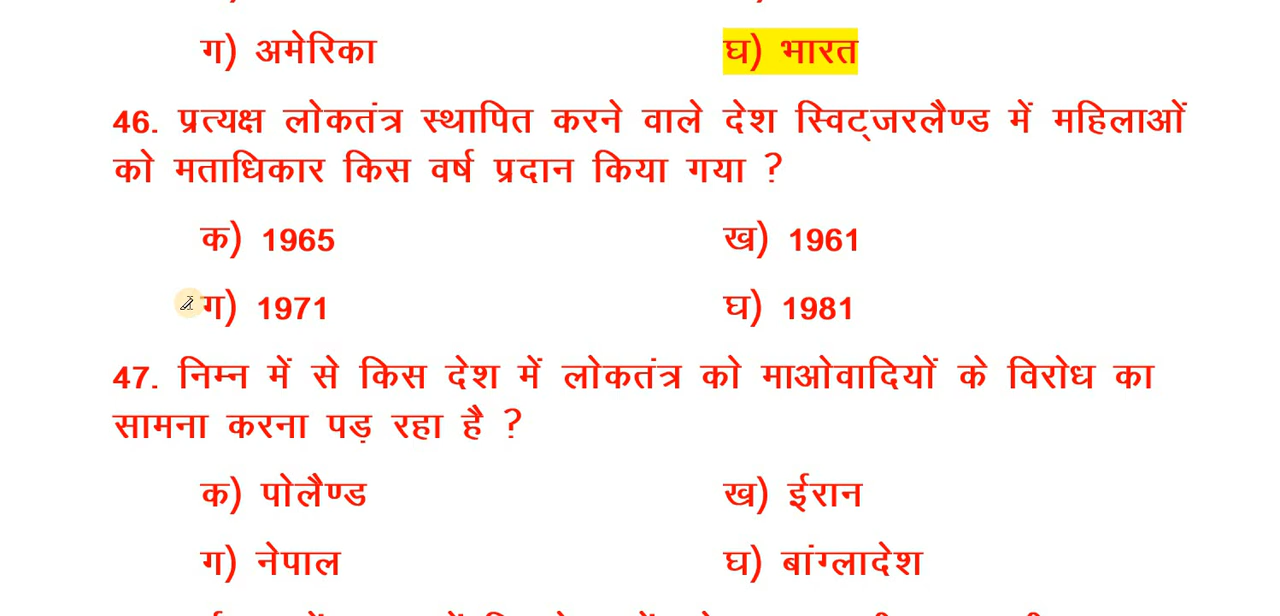 ग) अमेरिका घ) भारत
46. प्रत्यक्ष लोकतंत्र स्थापित करने वाले देश स्विट्जरलैण्ड में महिलाओं
को मताधिकार किस वर्ष प्रदान किया गया ?
क) 1965 ख) 1961
ग) 1971 घ) 1981
47. निम्न में से किस देश में लोकतंत्र को माओवादियों के विरोध का
सामना करना पड़ रहा है ?
क) पोलैण्ड ख) ईरान
ग) नेपाल घ) बांग्लादेश